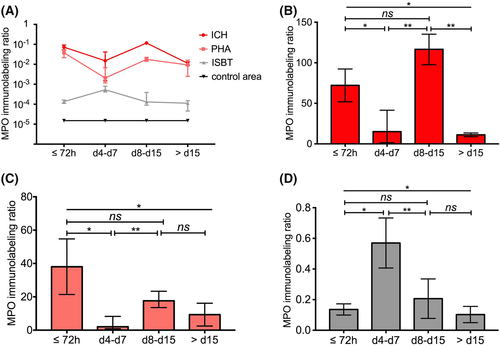 (A)
MPO immunolabeling ratio
10⁻¹
10⁻²
10⁻³
10⁻⁴
10⁻⁵
≤ 72h d4-d7 d8-d15 > d15
ICH
PHA
ISBT
control area
(B)
MPO immunolabeling ratio
150
100
50
0
*
ns
* ** **
≤ 72h d4-d7 d8-d15 > d15
(C)
MPO immunolabeling ratio
80
60
40
20
0
*
ns
* ** ns
≤ 72h d4-d7 d8-d15 > d15
(D)
MPO immunolabeling ratio
1.0
0.8
0.6
0.4
0.2
0.0
*
ns
* ** ns
≤ 72h d4-d7 d8-d15 > d15